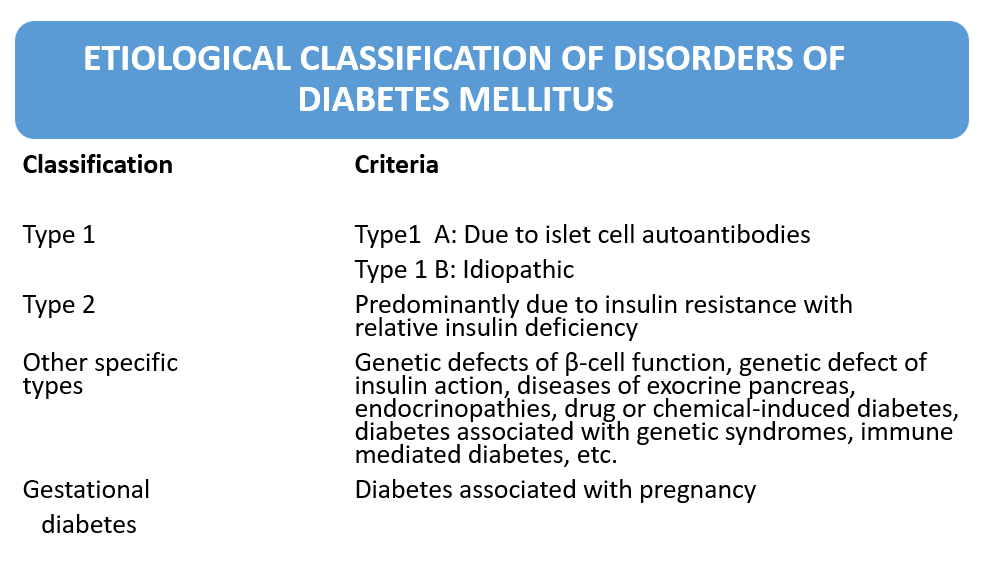 ETIOLOGICAL CLASSIFICATION OF DISORDERS OF
DIABETES MELLITUS
Classification Criteria
Type 1 Type1 A: Due to islet cell autoantibodies
Type 1 B: Idiopathic
Type 2 Predominantly due to insulin resistance with
relative insulin deficiency
Other specific Genetic defects of β-cell function, genetic defect of
types insulin action, diseases of exocrine pancreas,
endocrinopathies, drug or chemical-induced diabetes,
diabetes associated with genetic syndromes, immune
mediated diabetes, etc.
Gestational Diabetes associated with pregnancy
diabetes